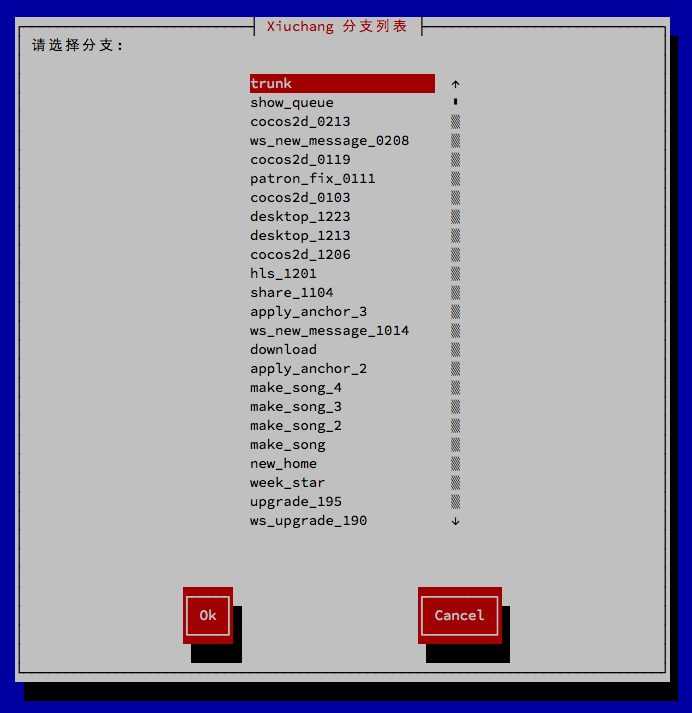 Xiuchang 分支列表
请选择分支：
trunk
show_queue
cocos2d_0213
ws_new_message_0208
cocos2d_0119
patron_fix_0111
cocos2d_0103
desktop_1223
desktop_1213
cocos2d_1206
hls_1201
share_1104
apply_anchor_3
ws_new_message_1014
download
apply_anchor_2
make_song_4
make_song_3
make_song_2
make_song
new_home
week_star
upgrade_195
ws_upgrade_190
Ok Cancel